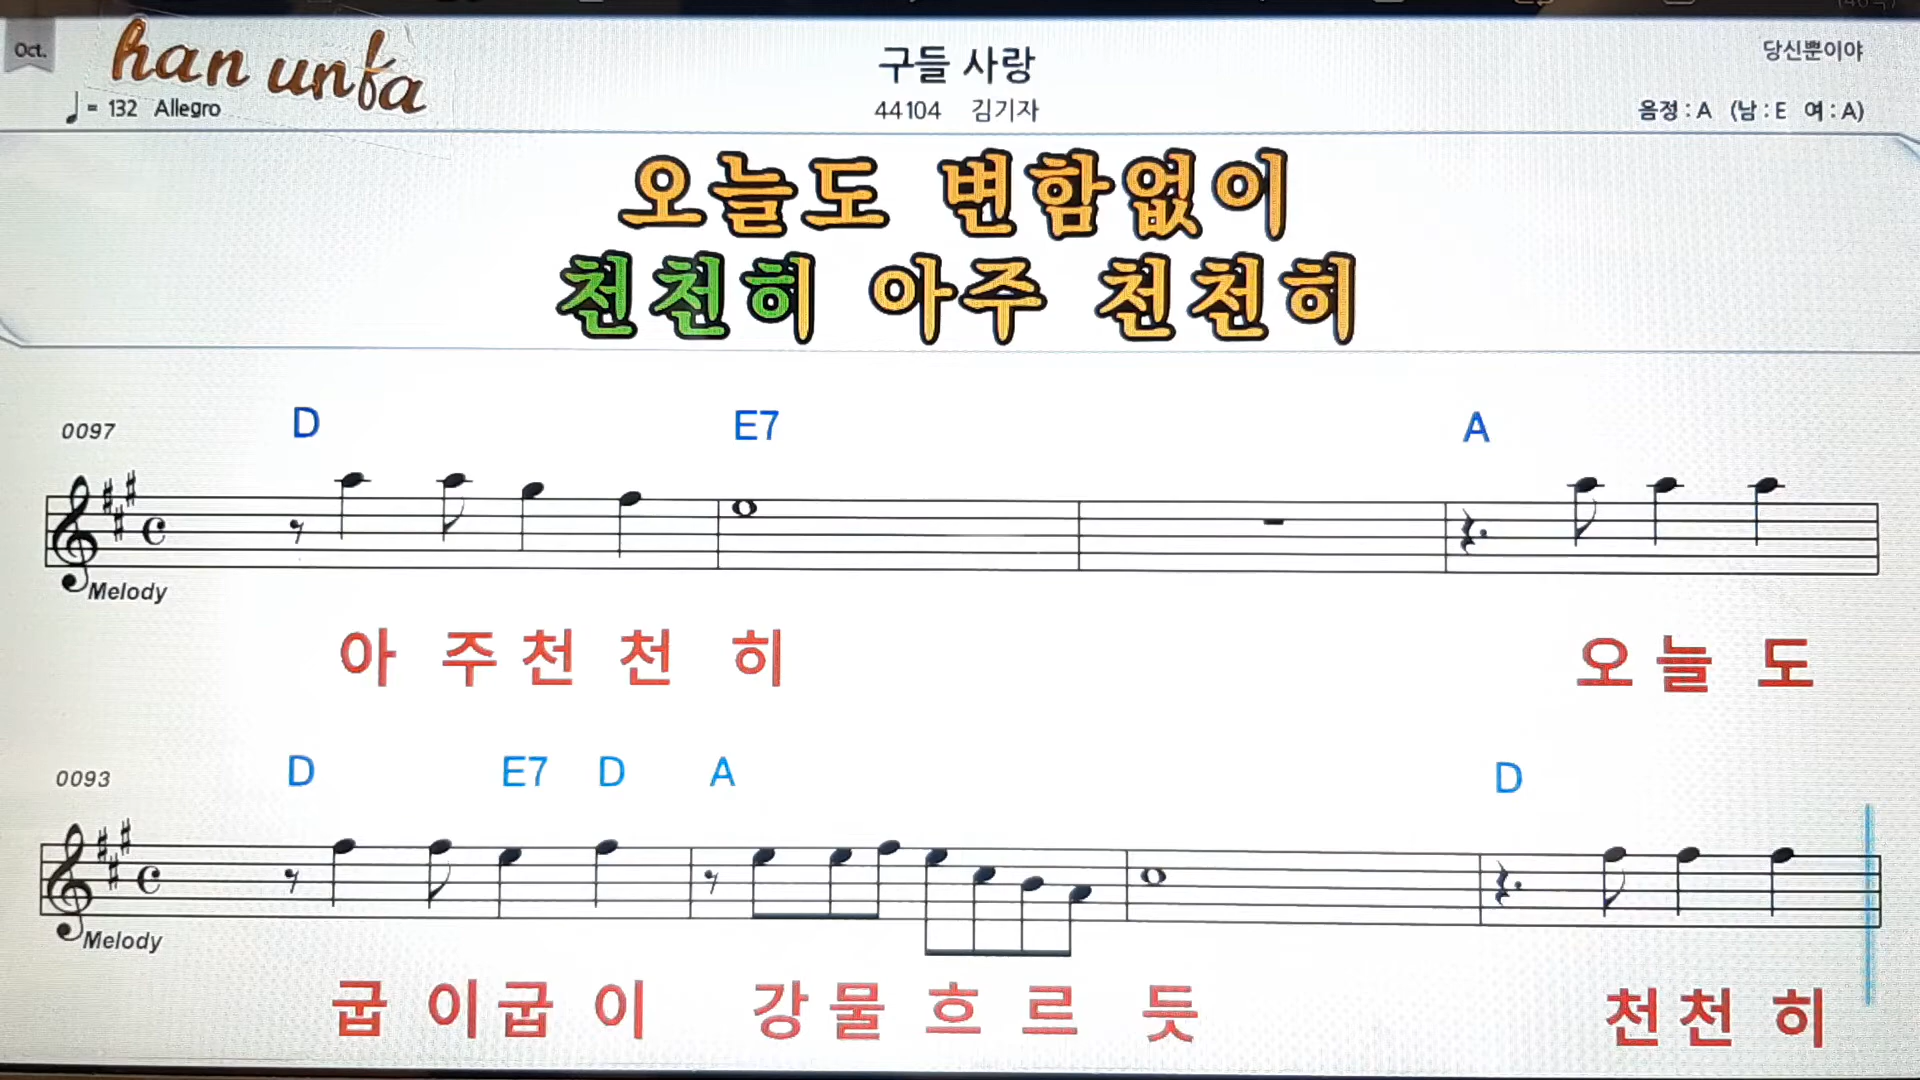 Oct.
han unfa
♩ = 132 Allegro
구들 사랑
44104 김기자
당신뿐이야
음정 : A (남 : E 여 : A)
오늘도 변함없이
천천히 아주 천천히
0097
D E7 A
Melody
아 주 천 천 히 오 늘 도
0093
D E7 D A D
Melody
굽 이 굽 이 강 물 흐 르 듯 천 천 히